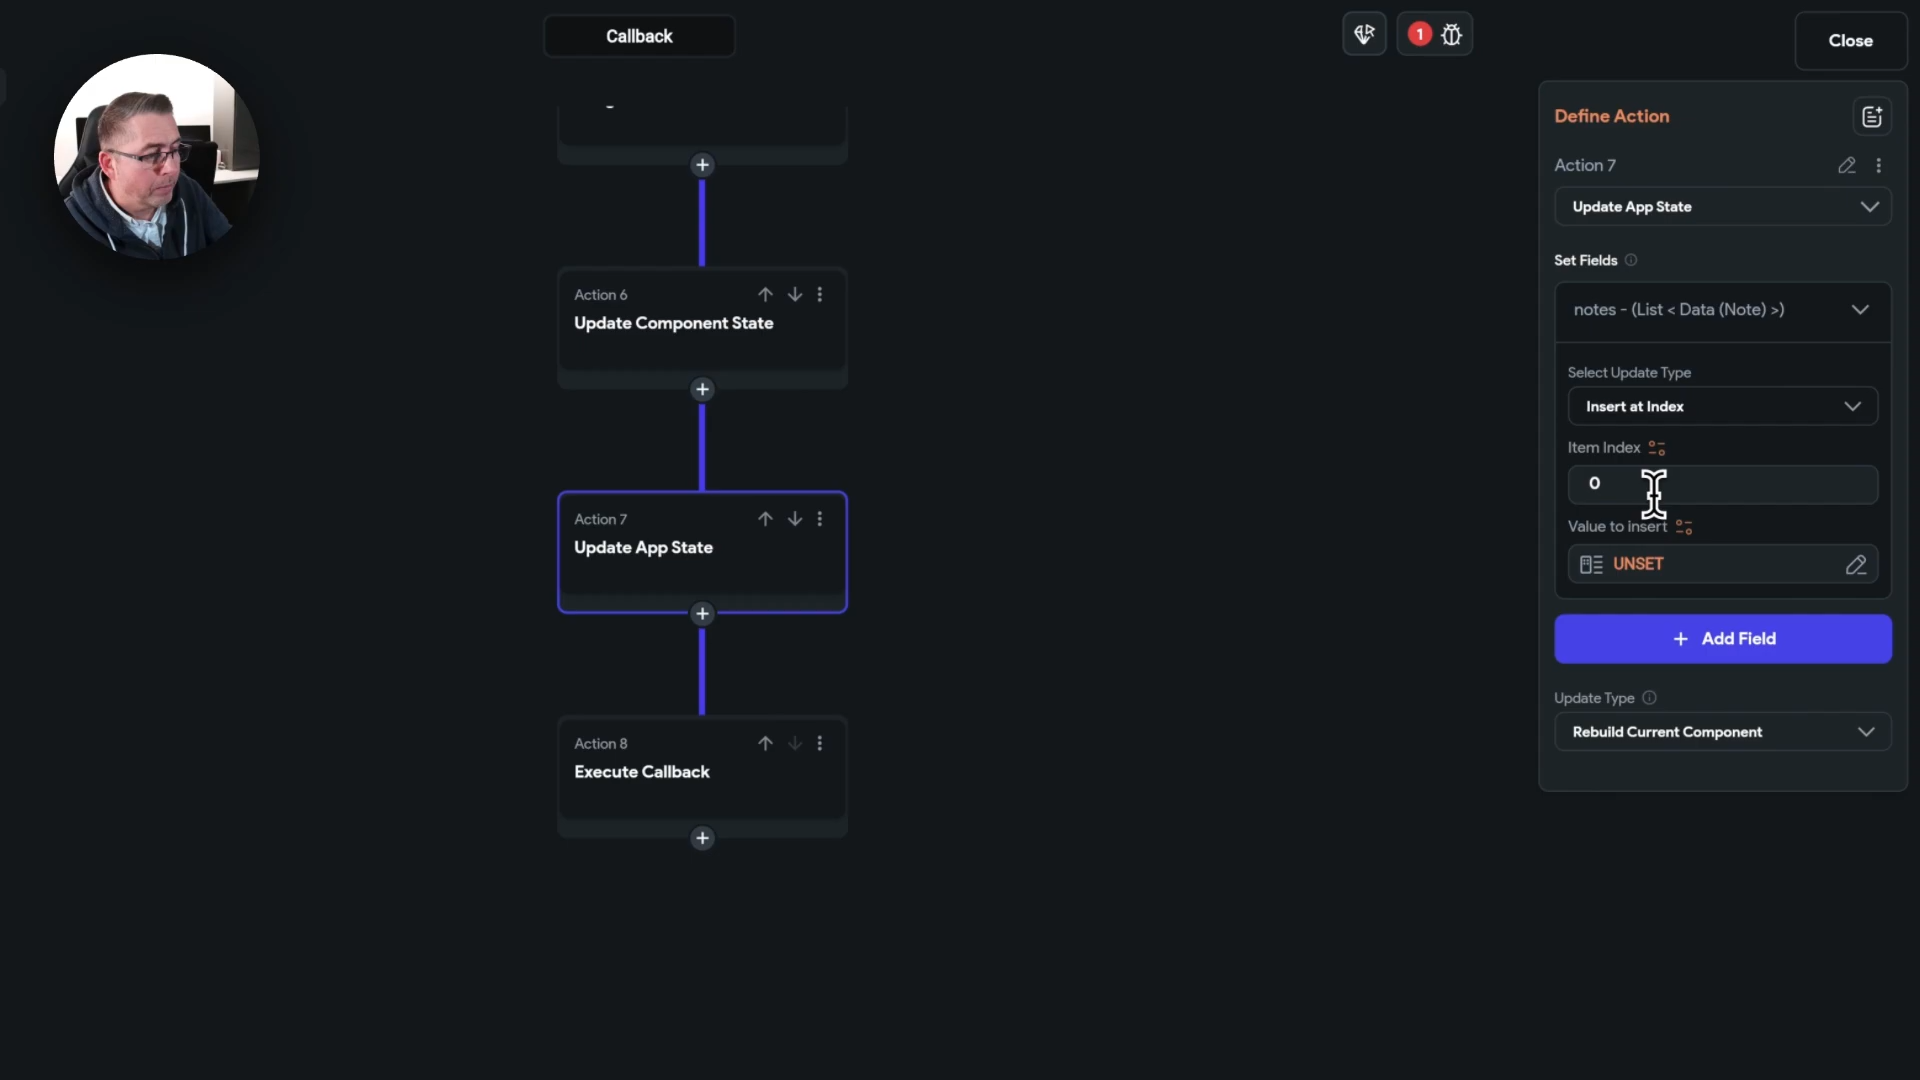 Callback
1
Close
Define Action
Action 7
Update App State
Set Fields
notes - (List < Data (Note) >)
Select Update Type
Insert at Index
Item Index
0
Value to insert
UNSET
+ Add Field
Update Type
Rebuild Current Component
Action 6
Update Component State
Action 7
Update App State
Action 8
Execute Callback